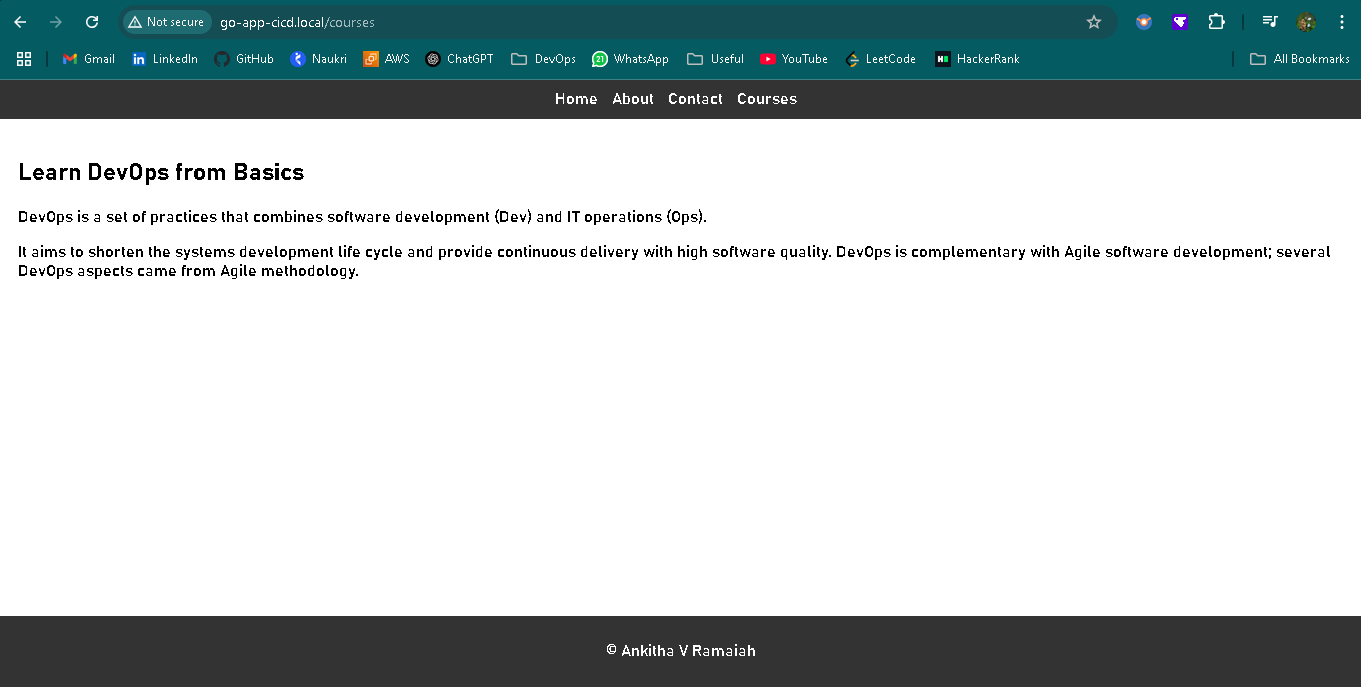 Not secure go-app-cicd.local/courses
Gmail LinkedIn GitHub Naukri AWS ChatGPT DevOps 21 WhatsApp Useful YouTube LeetCode HackerRank All Bookmarks
Home About Contact Courses
Learn DevOps from Basics
DevOps is a set of practices that combines software development (Dev) and IT operations (Ops).
It aims to shorten the systems development life cycle and provide continuous delivery with high software quality. DevOps is complementary with Agile software development; several
DevOps aspects came from Agile methodology.
© Ankitha V Ramaiah